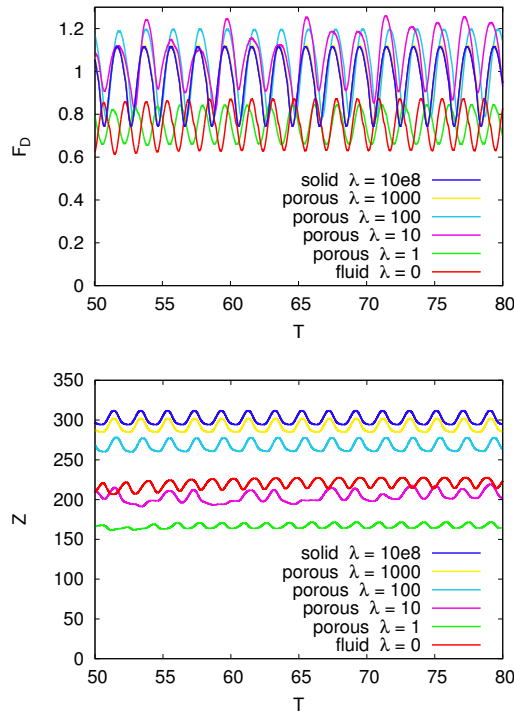 1.2
1
0.8
0.6
0.4
0.2
0
F_D
solid λ = 10e8
porous λ = 1000
porous λ = 100
porous λ = 10
porous λ = 1
fluid λ = 0
50 55 60 65 70 75 80
T
350
300
250
200
150
100
50
0
Z
solid λ = 10e8
porous λ = 1000
porous λ = 100
porous λ = 10
porous λ = 1
fluid λ = 0
50 55 60 65 70 75 80
T